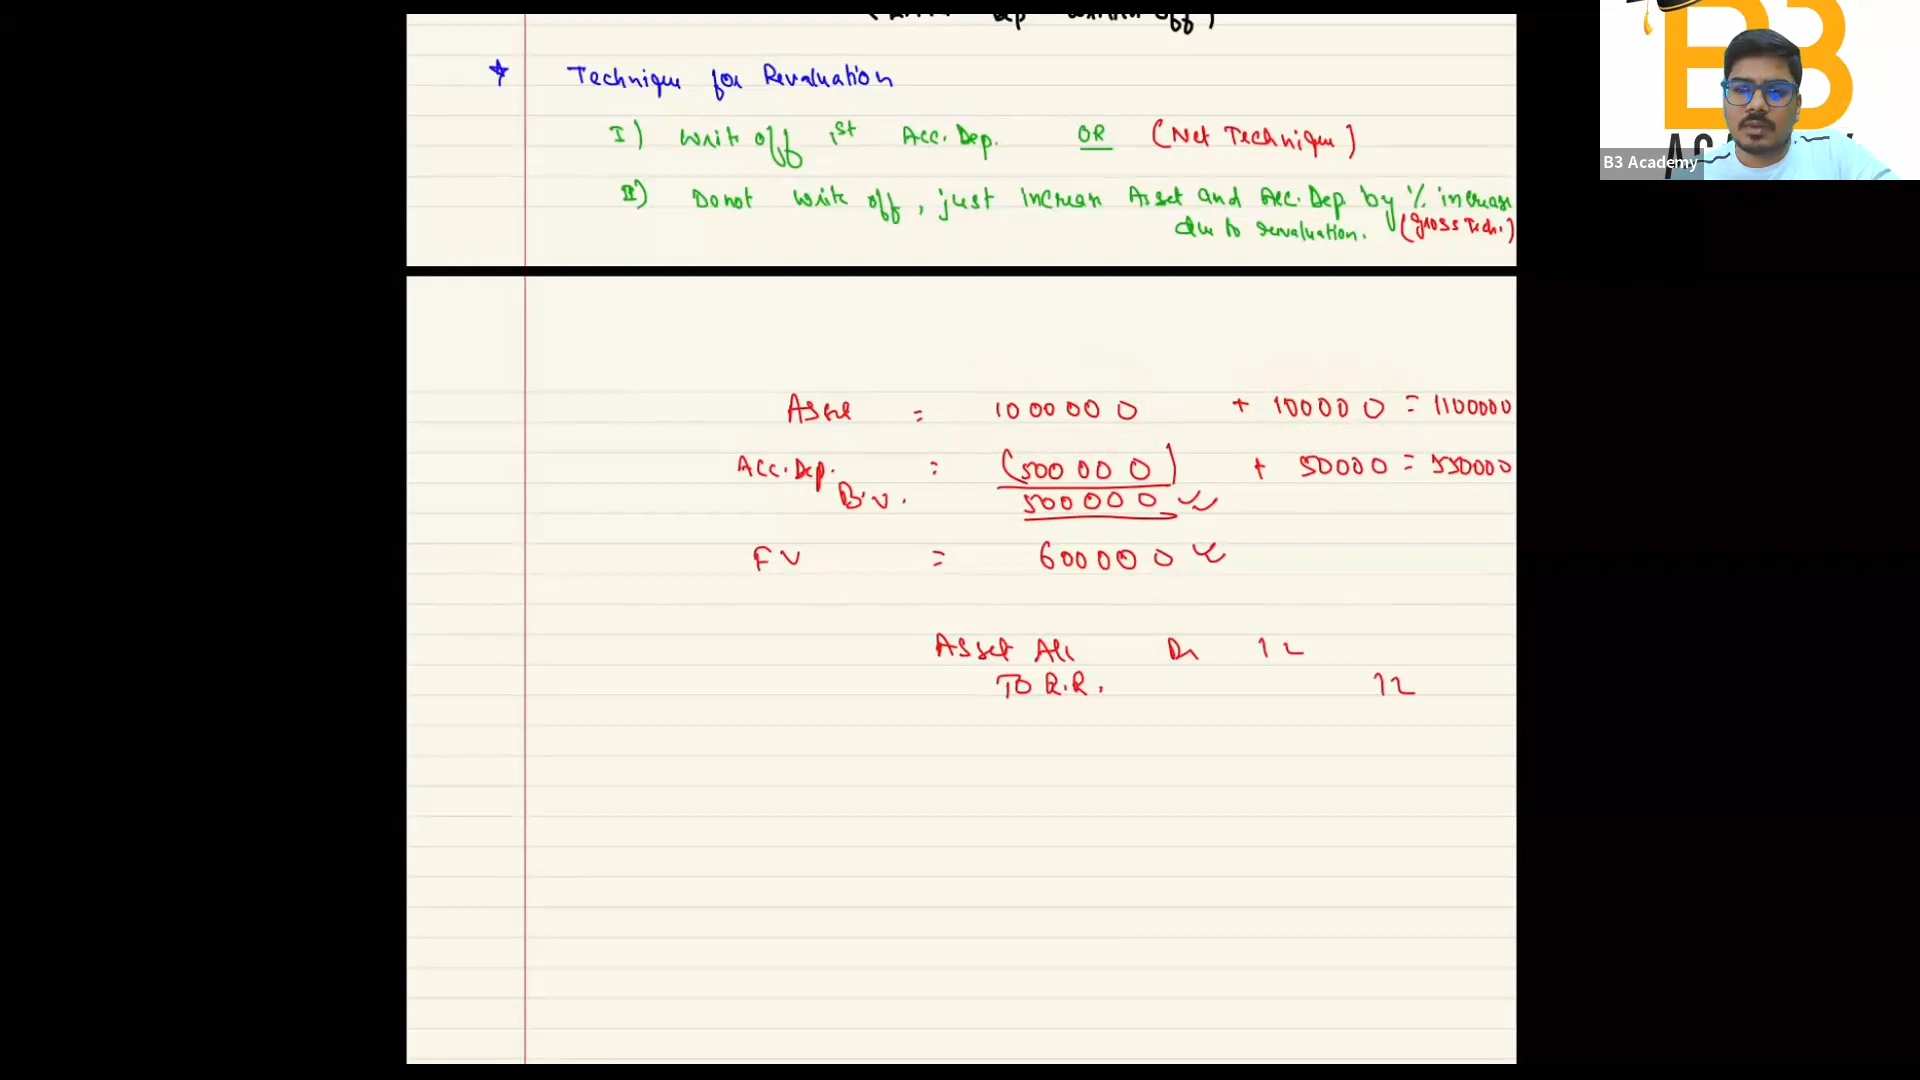 ★ Technique for Revaluation
I) Write off 1st Acc. Dep. OR (Net Technique)
II) Donot write off, just increase Asset and Acc. Dep. by % increase
due to revaluation. (Gross Tech.)
Asset = 1000000 + 100000 = 1100000
Acc. Dep. = (500000) + 50000 = 550000
B.V. 500000
FV = 600000
Asset A/c Dr 1L
To R.R. 1L
B3
B3 Academy